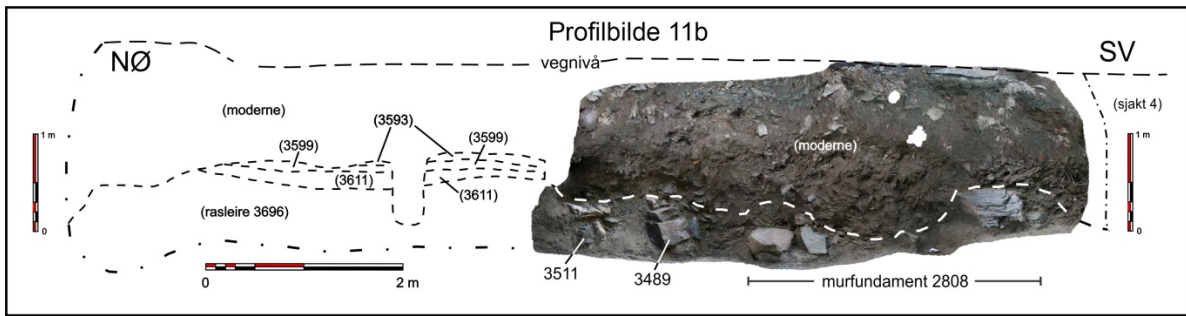 Profilbilde 11b
NØ
SV
vegnivå
(moderne)
(sjakt 4)
(3593)
(3599)
(3599)
1 m
1 m
(moderne)
(3611)
(3611)
(rasleire 3696)
0
0
3511
3489
0
2 m
murfundament 2808